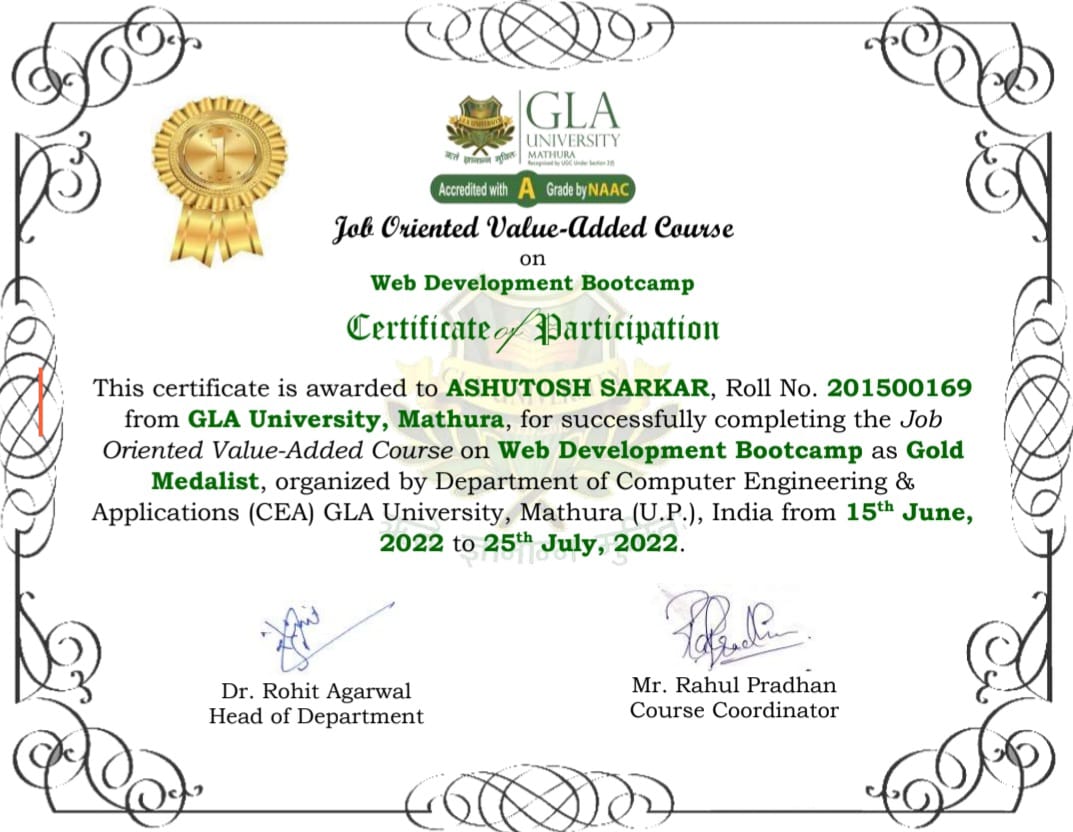 1
GLA
UNIVERSITY
MATHURA
Recognised by UGC Under Section 2(f)
Accredited with A Grade by NAAC
Job Oriented Value-Added Course
on
Web Development Bootcamp
Certificate of Participation
This certificate is awarded to ASHUTOSH SARKAR, Roll No. 201500169
from GLA University, Mathura, for successfully completing the Job
Oriented Value-Added Course on Web Development Bootcamp as Gold
Medalist, organized by Department of Computer Engineering &
Applications (CEA) GLA University, Mathura (U.P.), India from 15th June,
2022 to 25th July, 2022.
Dr. Rohit Agarwal
Head of Department
Mr. Rahul Pradhan
Course Coordinator